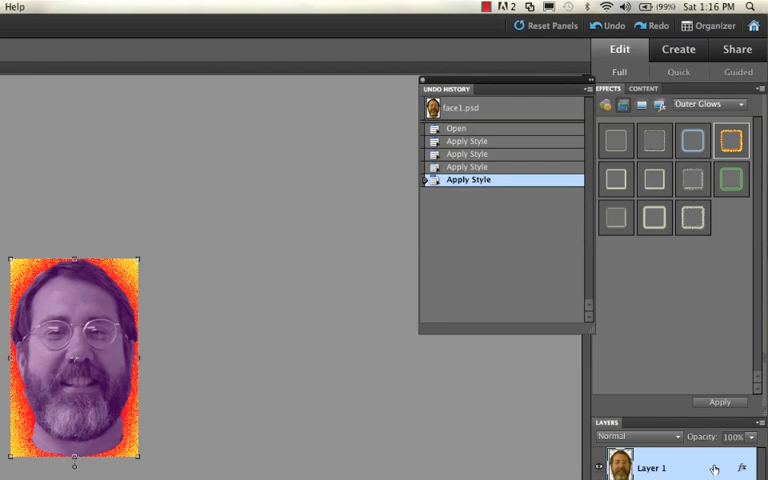 Help
2
(99%)
Sat 1:16 PM
Reset Panels
Undo
Redo
Organizer
Edit
Create
Share
Full
Quick
Guided
EFFECTS
CONTENT
Outer Glows
UNDO HISTORY
face1.psd
Open
Apply Style
Apply Style
Apply Style
Apply Style
Apply
LAYERS
Normal
Opacity: 100%
Layer 1
fx